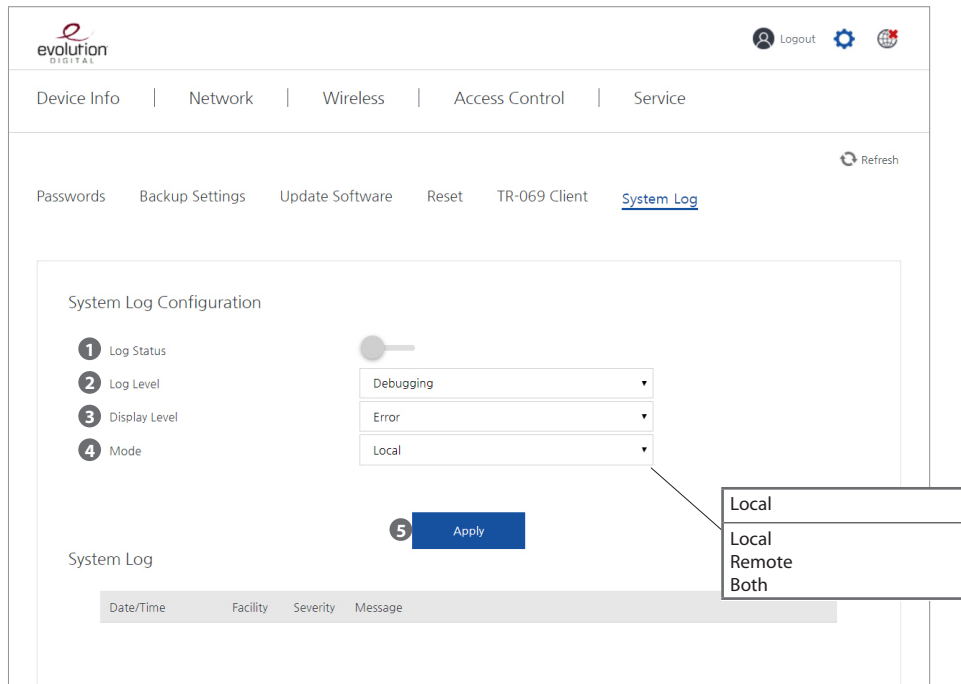 evolution
DIGITAL
Logout
Device Info | Network | Wireless | Access Control | Service
Refresh
Passwords Backup Settings Update Software Reset TR-069 Client System Log
System Log Configuration
1 Log Status
2 Log Level Debugging
3 Display Level Error
4 Mode Local
Local
Local
Remote
Both
5 Apply
System Log
Date/Time Facility Severity Message